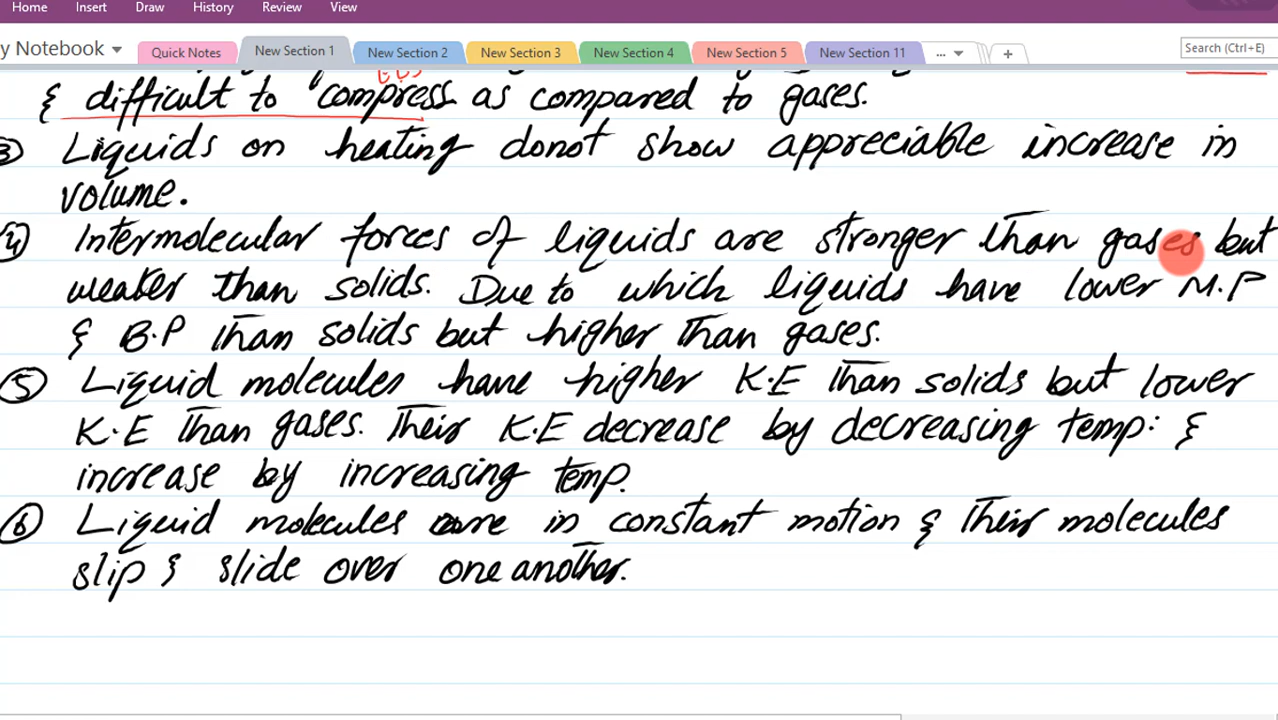 Home Insert Draw History Review View
y Notebook Quick Notes New Section 1 New Section 2 New Section 3 New Section 4 New Section 5 New Section 11 ... + Search (Ctrl+E)
& difficult to compress as compared to gases.
3 Liquids on heating donot show appreciable increase in
volume.
4 Intermolecular forces of liquids are stronger than gases but
weaker than solids. Due to which liquids have lower M.P
& B.P than solids but higher than gases.
5 Liquid molecules have higher K.E than solids but lower
K.E than gases. Their K.E decrease by decreasing temp: &
increase by increasing temp.
6 Liquid molecules are in constant motion & their molecules
slip & slide over one another.